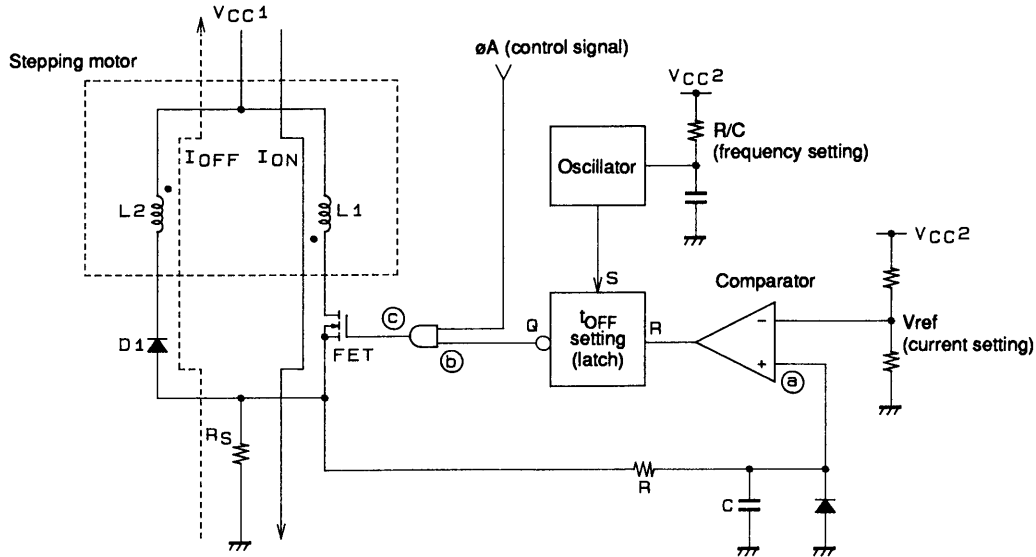 VCC1
Stepping motor
øA (control signal)
VCC2
R/C
(frequency setting)
Oscillator
IOFF
ION
L2
L1
S
VCC2
Comparator
c
Q
tOFF
setting
(latch)
R
−
+
Vref
(current setting)
D1
FET
b
a
RS
R
C